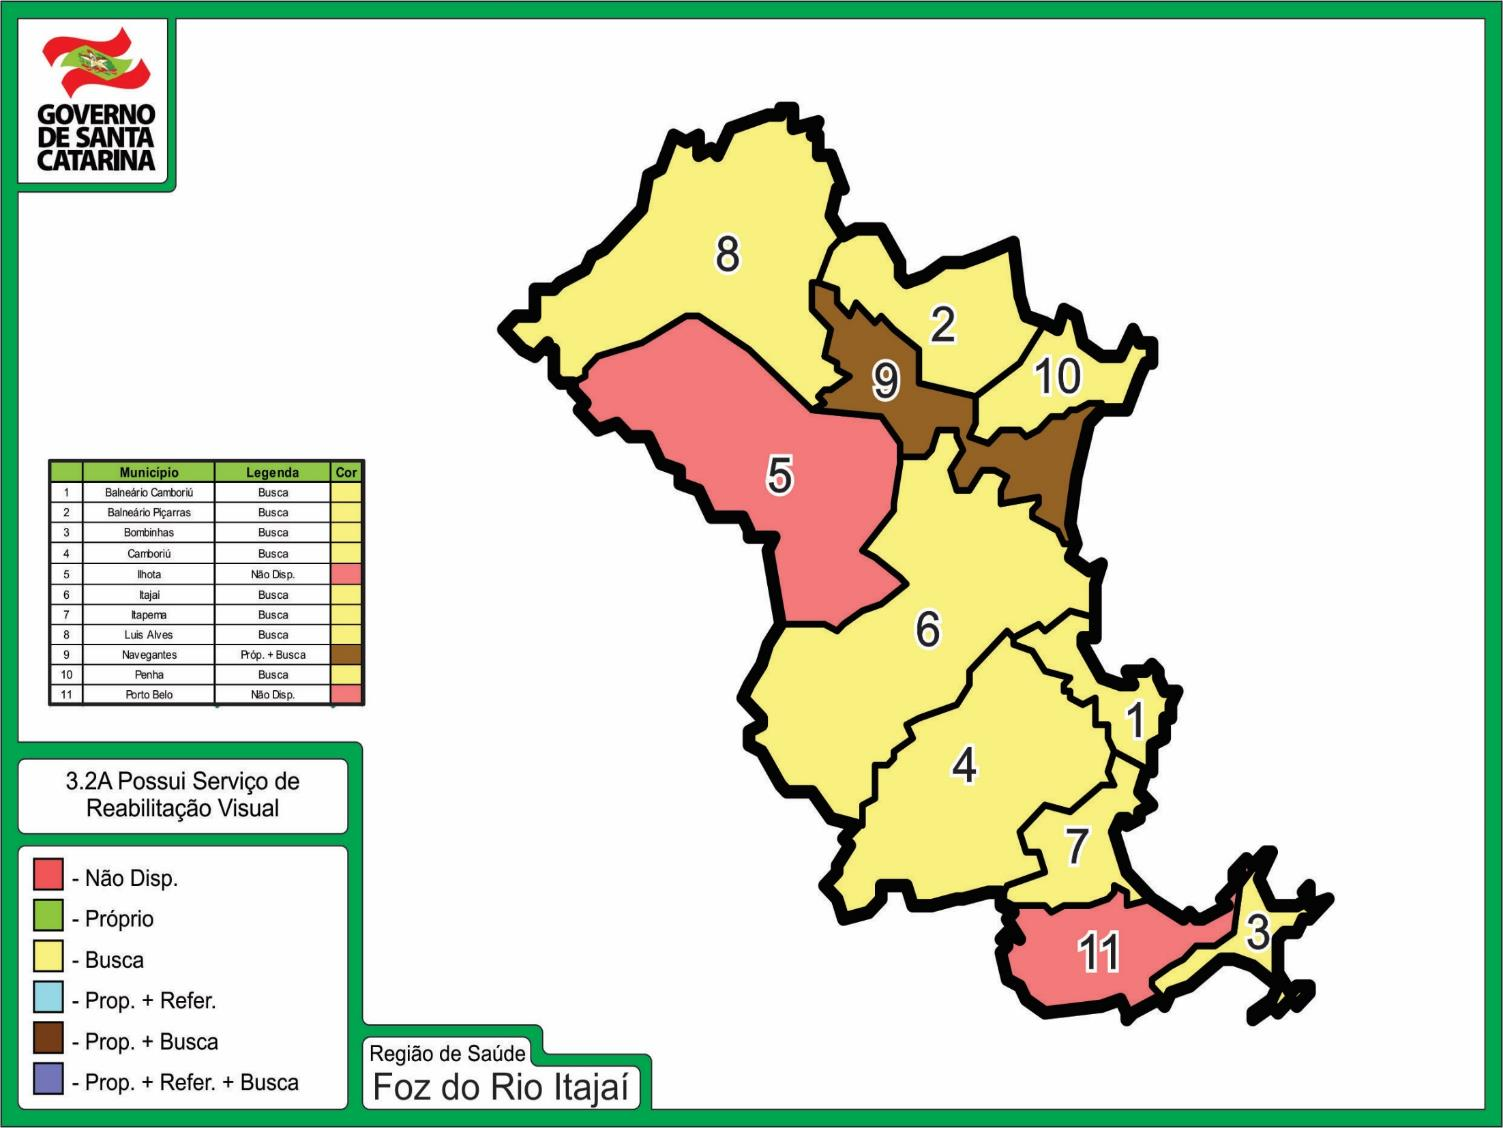 GOVERNO
DE SANTA
CATARINA
8
2
10
9
5
6
1
4
7
3
11
Município Legenda Cor
1 Balneário Camboriú Busca
2 Balneário Piçarras Busca
3 Bombinhas Busca
4 Camboriú Busca
5 Ilhota Não Disp.
6 Itajaí Busca
7 Itapema Busca
8 Luis Alves Busca
9 Navegantes Próp. + Busca
10 Penha Busca
11 Porto Belo Não Disp.
3.2A Possui Serviço de
Reabilitação Visual
- Não Disp.
- Próprio
- Busca
- Prop. + Refer.
- Prop. + Busca
- Prop. + Refer. + Busca
Região de Saúde
Foz do Rio Itajaí